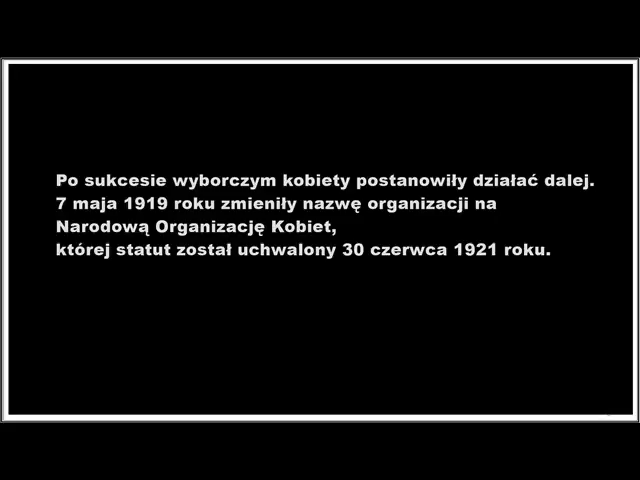 Po sukcesie wyborczym kobiety postanowiły działać dalej.
7 maja 1919 roku zmieniły nazwę organizacji na
Narodową Organizację Kobiet,
której statut został uchwalony 30 czerwca 1921 roku.